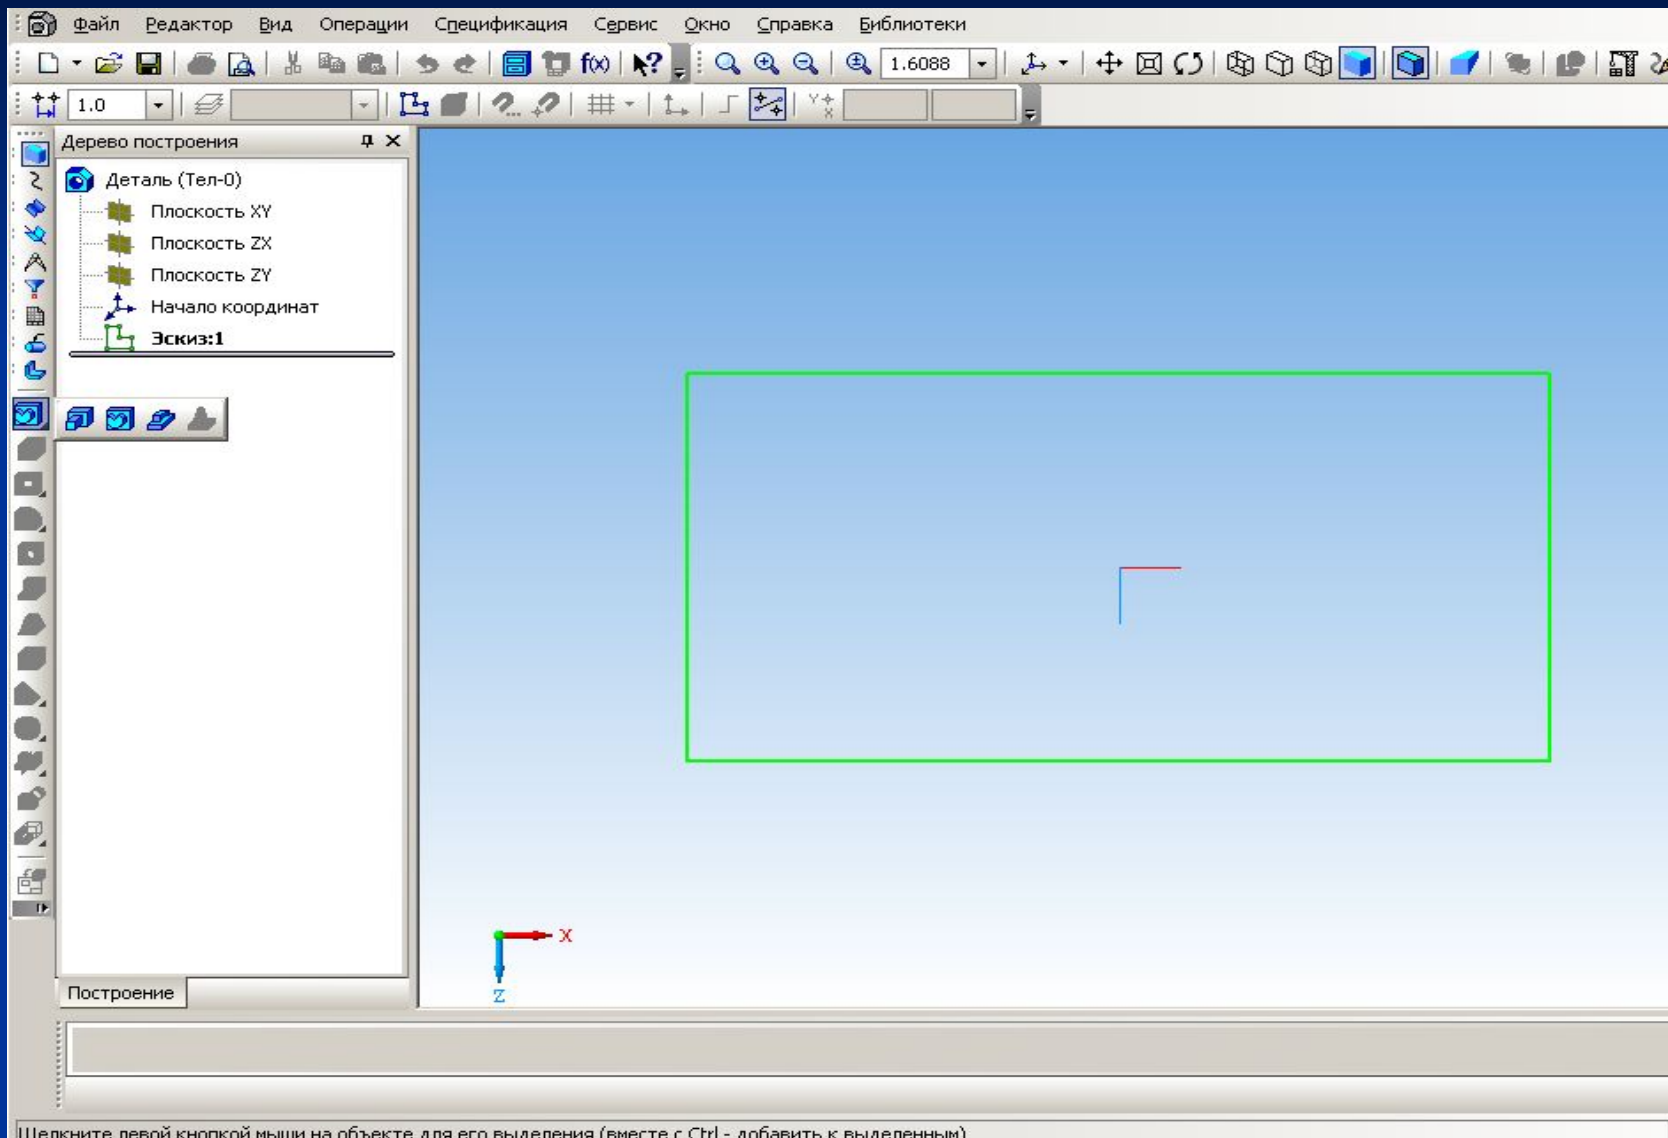 Файл Редактор Вид Операции Спецификация Сервис Окно Справка Библиотеки
f(x) ? 1.6088
1.0
Дерево построения
Деталь (Тел-0)
Плоскость XY
Плоскость ZX
Плоскость ZY
Начало координат
Эскиз:1
X
Z
Построение
Щелкните левой кнопкой мыши на объекте для его выделения (вместе с Ctrl - добавить к выделенным)